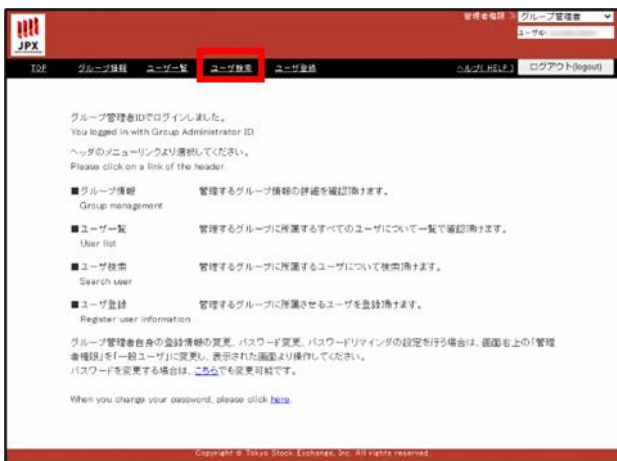 管理者権限 ≫ グループ管理者
ユーザID:
JPX
TOP グループ情報 ユーザ一覧 ユーザ検索 ユーザ登録 ヘルプ( HELP ) ログアウト(logout)
グループ管理者IDでログインしました。
You logged in with Group Administrator ID.
ヘッダのメニューリンクより選択してください。
Please click on a link of the header.
■グループ情報 管理するグループ情報の詳細を確認頂けます。
Group management
■ユーザ一覧 管理するグループに所属するすべてのユーザについて一覧で確認頂けます。
User list
■ユーザ検索 管理するグループに所属するユーザについて検索頂けます。
Search user
■ユーザ登録 管理するグループに所属させるユーザを登録頂けます。
Register user information
グループ管理者自身の登録情報の変更、パスワード変更、パスワードリマインダの設定を行う場合は、画面右上の「管理
者権限」を「一般ユーザ」に変更し、表示された画面より操作してください。
パスワードを変更する場合は、こちらでも変更可能です。
When you change your password, please click here.
Copyright © Tokyo Stock Exchange, Inc. All rights reserved.